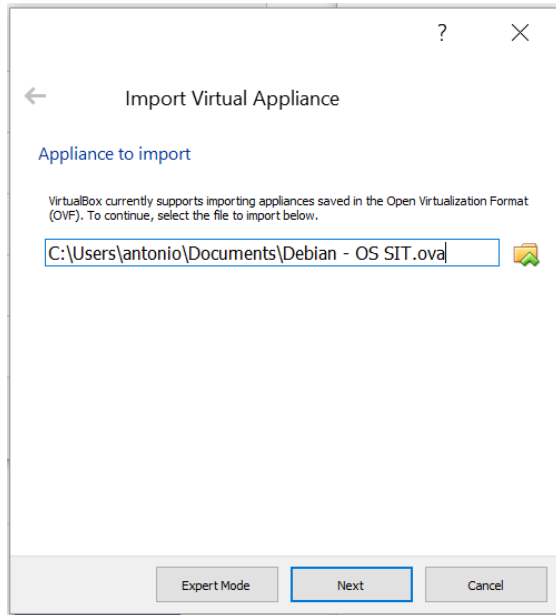 ?
Import Virtual Appliance
Appliance to import
VirtualBox currently supports importing appliances saved in the Open Virtualization Format
(OVF). To continue, select the file to import below.
C:\Users\antonio\Documents\Debian - OS SIT.ova
Expert Mode
Next
Cancel